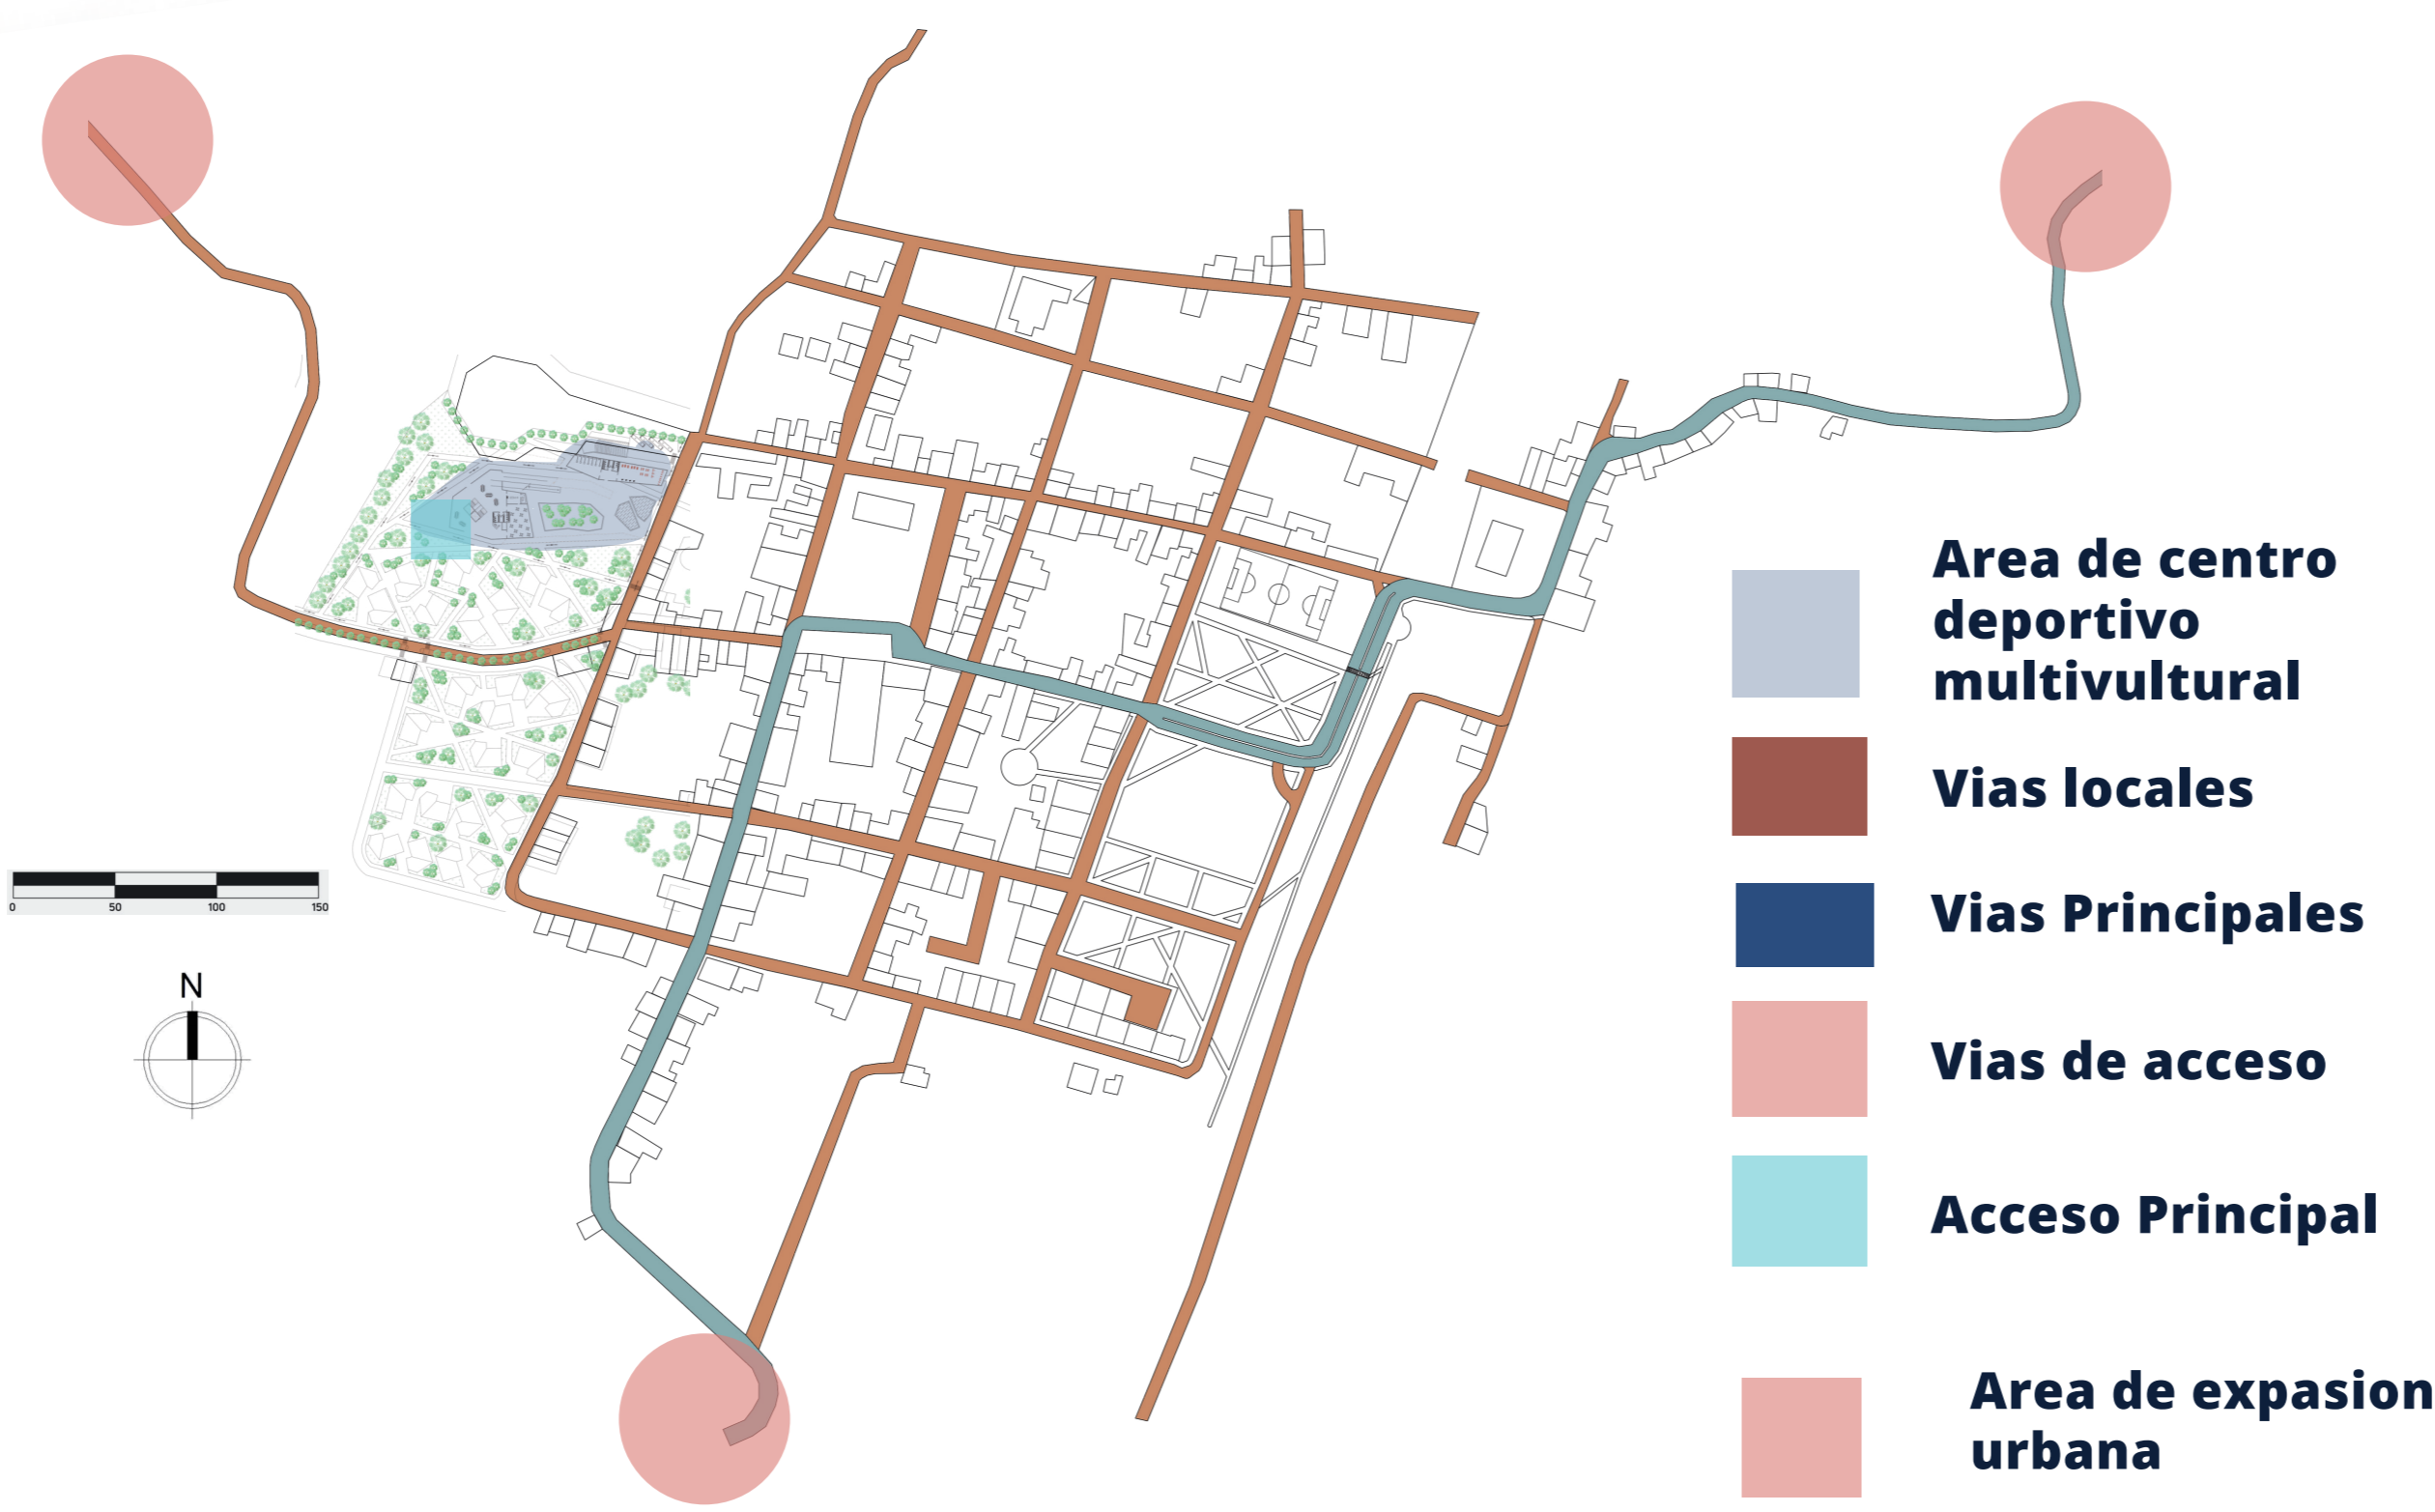 Area de centro
deportivo
multivultural
Vias locales
Vias Principales
Vias de acceso
Acceso Principal
Area de expasion
urbana
0 50 100 150
N